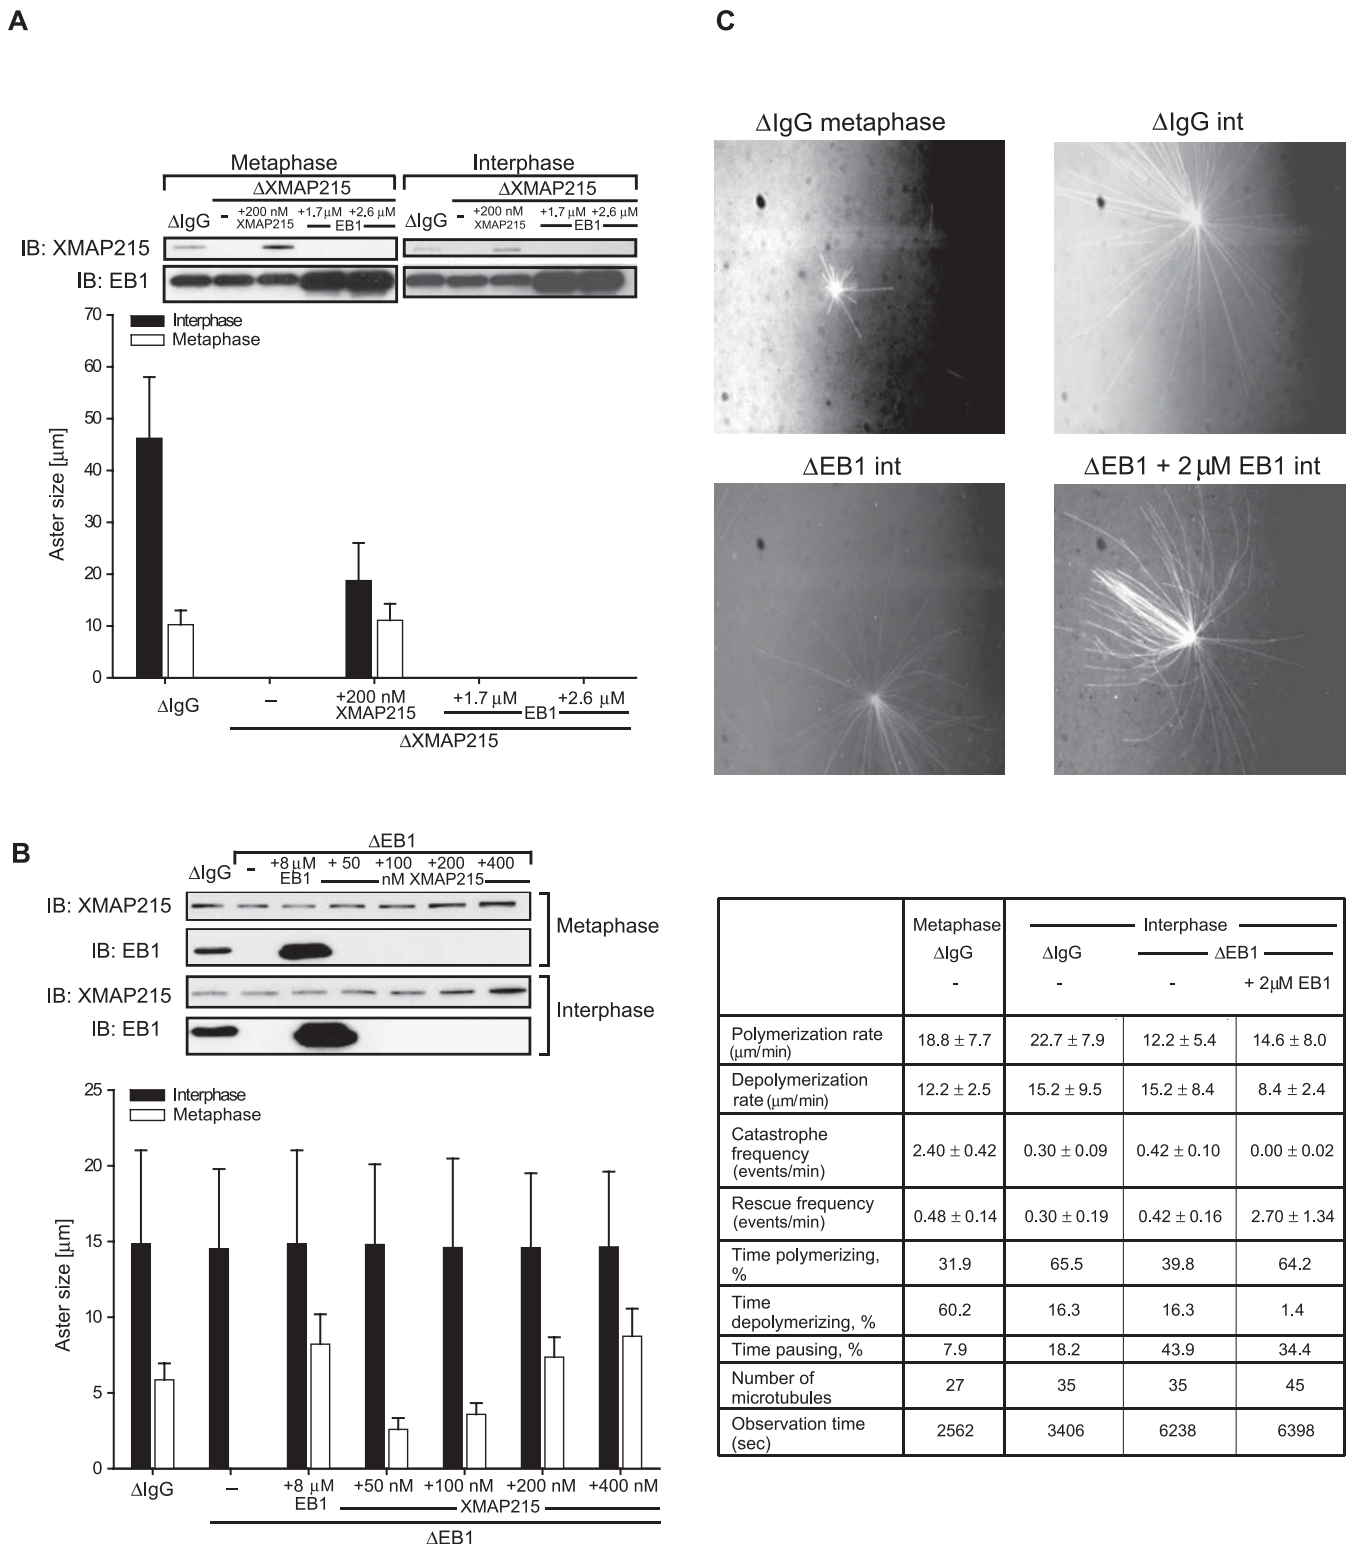 A
Metaphase
Interphase
ΔXMAP215
ΔXMAP215
ΔIgG
–
+200 nM
XMAP215
+1.7 μM
+2.6 μM
EB1
ΔIgG
–
+200 nM
XMAP215
+1.7 μM
+2.6 μM
EB1
IB: XMAP215
IB: EB1
70
60
50
40
30
20
10
0
Aster size [μm]
Interphase
Metaphase
ΔIgG
–
+200 nM
XMAP215
+1.7 μM
+2.6 μM
EB1
ΔXMAP215
B
ΔEB1
ΔIgG
–
+8 μM
EB1
+ 50
+100
+200
+400
nM XMAP215
IB: XMAP215
IB: EB1
Metaphase
IB: XMAP215
IB: EB1
Interphase
25
20
15
10
5
0
Aster size [μm]
Interphase
Metaphase
ΔIgG
–
+8 μM
EB1
+50 nM
+100 nM
+200 nM
+400 nM
XMAP215
ΔEB1
C
ΔIgG metaphase
ΔIgG int
ΔEB1 int
ΔEB1 + 2 μM EB1 int
Metaphase
Interphase
ΔIgG
ΔIgG
ΔEB1
-
-
-
+ 2μM EB1
Polymerization rate
(μm/min)
18.8 ± 7.7
22.7 ± 7.9
12.2 ± 5.4
14.6 ± 8.0
Depolymerization
rate (μm/min)
12.2 ± 2.5
15.2 ± 9.5
15.2 ± 8.4
8.4 ± 2.4
Catastrophe
frequency
(events/min)
2.40 ± 0.42
0.30 ± 0.09
0.42 ± 0.10
0.00 ± 0.02
Rescue frequency
(events/min)
0.48 ± 0.14
0.30 ± 0.19
0.42 ± 0.16
2.70 ± 1.34
Time polymerizing,
%
31.9
65.5
39.8
64.2
Time
depolymerizing, %
60.2
16.3
16.3
1.4
Time pausing, %
7.9
18.2
43.9
34.4
Number of
microtubules
27
35
35
45
Observation time
(sec)
2562
3406
6238
6398